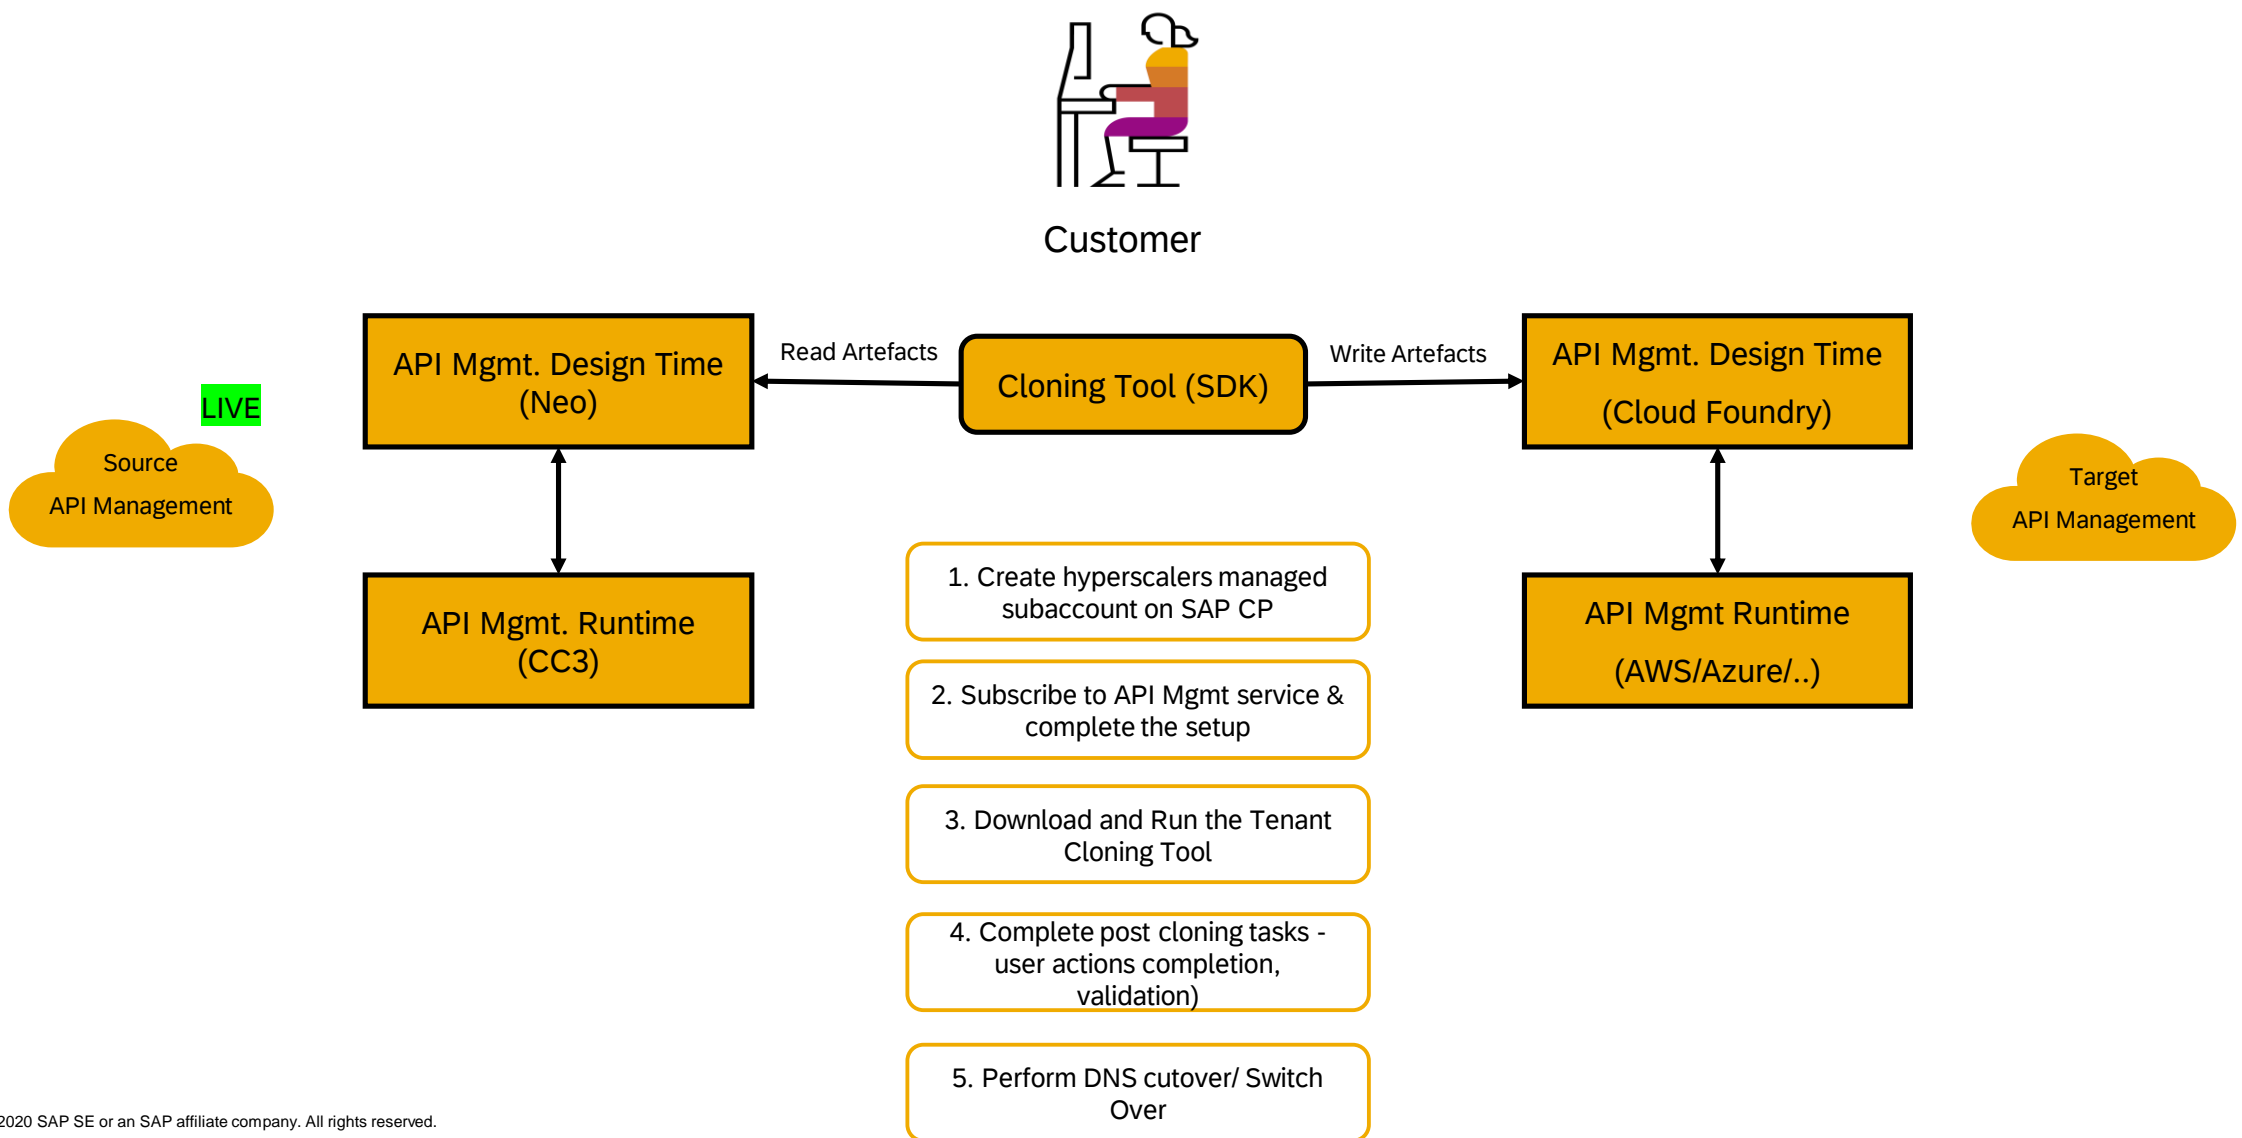 Customer
API Mgmt. Design Time
(Neo)
Read Artefacts
Cloning Tool (SDK)
Write Artefacts
API Mgmt. Design Time
(Cloud Foundry)
LIVE
Source
API Management
Target
API Management
API Mgmt. Runtime
(CC3)
1. Create hyperscalers managed
subaccount on SAP CP
API Mgmt Runtime
(AWS/Azure/..)
2. Subscribe to API Mgmt service &
complete the setup
3. Download and Run the Tenant
Cloning Tool
4. Complete post cloning tasks -
user actions completion,
validation)
5. Perform DNS cutover/ Switch
Over
2020 SAP SE or an SAP affiliate company. All rights reserved.